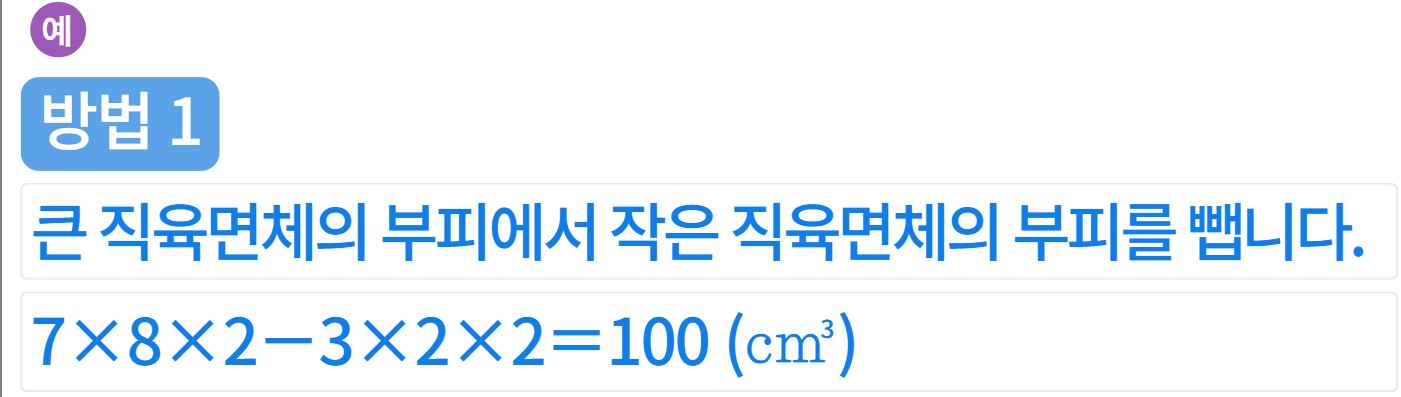 예
방법 1
큰 직육면체의 부피에서 작은 직육면체의 부피를 뺍니다.
7×8×2−3×2×2=100 (cm³)